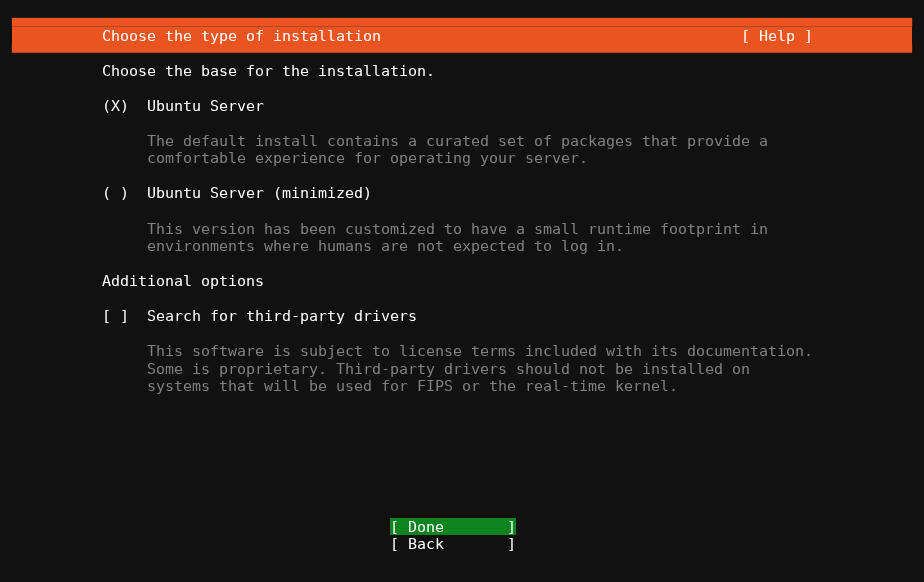 Choose the type of installation [ Help ]
Choose the base for the installation.
(X) Ubuntu Server
The default install contains a curated set of packages that provide a
comfortable experience for operating your server.
( ) Ubuntu Server (minimized)
This version has been customized to have a small runtime footprint in
environments where humans are not expected to log in.
Additional options
[ ] Search for third-party drivers
This software is subject to license terms included with its documentation.
Some is proprietary. Third-party drivers should not be installed on
systems that will be used for FIPS or the real-time kernel.
[ Done ]
[ Back ]